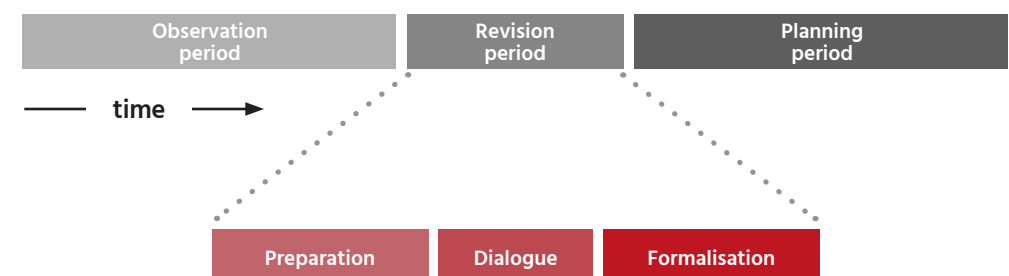 Observation
period
Revision
period
Planning
period
time
Preparation
Dialogue
Formalisation